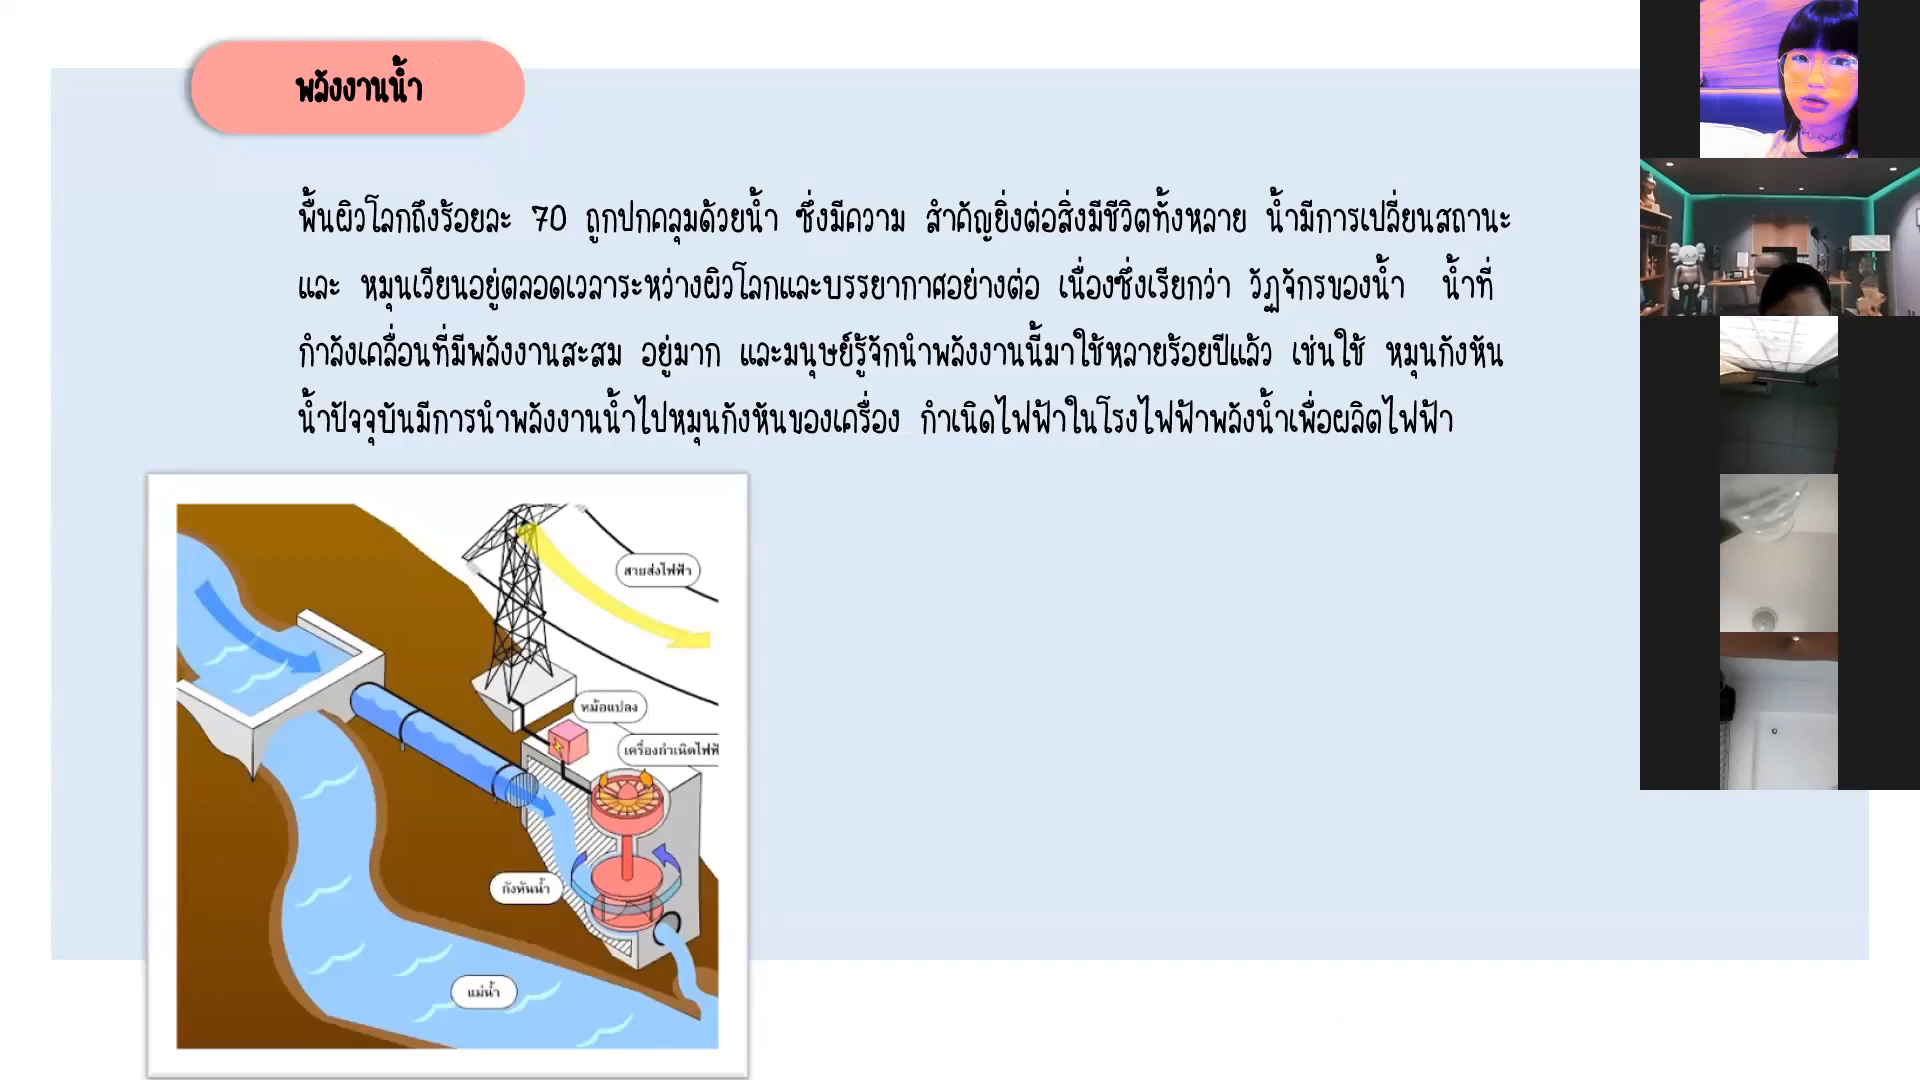 พลังงานน้ำ
พื้นผิวโลกถึงร้อยละ 70 ถูกปกคลุมด้วยน้ำ ซึ่งมีความ สำคัญยิ่งต่อสิ่งมีชีวิตทั้งหลาย น้ำมีการเปลี่ยนสถานะ
และ หมุนเวียนอยู่ตลอดเวลาระหว่างผิวโลกและบรรยากาศอย่างต่อ เนื่องซึ่งเรียกว่า วัฏจักรของน้ำ น้ำที่
กำลังเคลื่อนที่มีพลังงานสะสม อยู่มาก และมนุษย์รู้จักนำพลังงานนี้มาใช้หลายร้อยปีแล้ว เช่นใช้ หมุนกังหัน
น้ำปัจจุบันมีการนำพลังงานน้ำไปหมุนกังหันของเครื่อง กำเนิดไฟฟ้าในโรงไฟฟ้าพลังน้ำเพื่อผลิตไฟฟ้า
สายส่งไฟฟ้า
หม้อแปลง
เครื่องกำเนิดไฟฟ้
กังหันน้ำ
แม่น้ำ